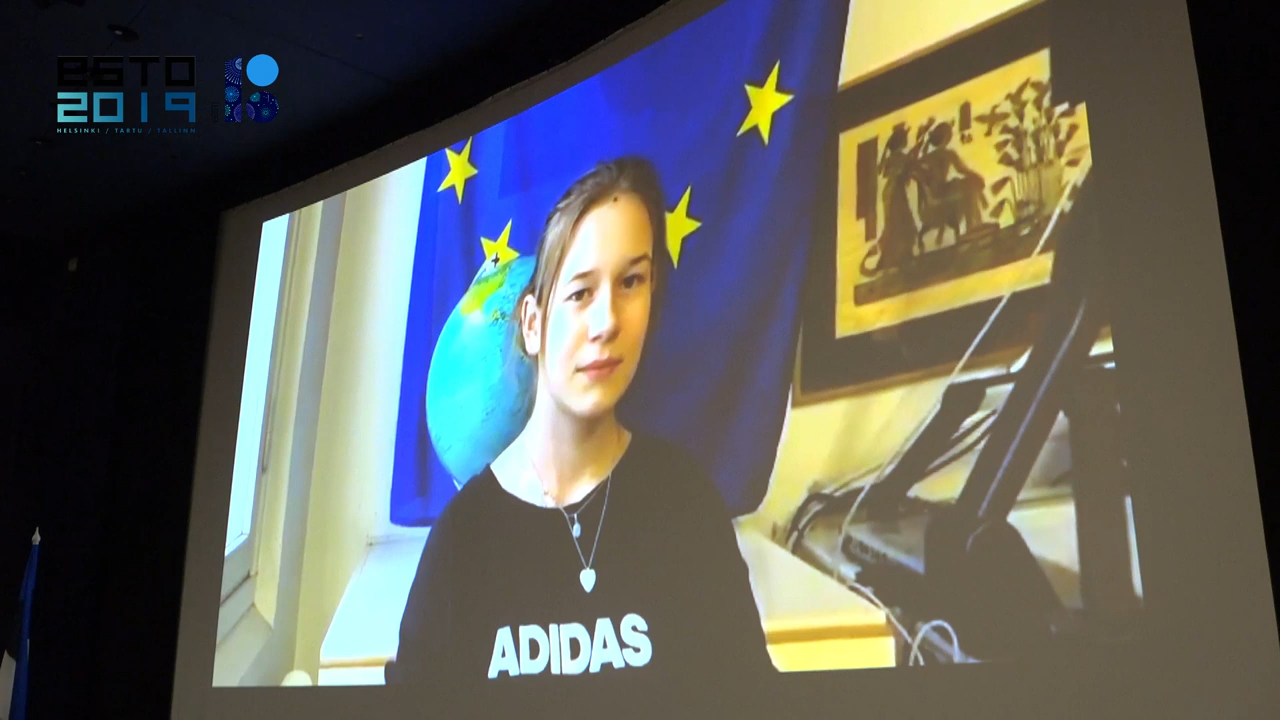 ESTO
2019
HELSINKI / TARTU / TALLINN
ADIDAS